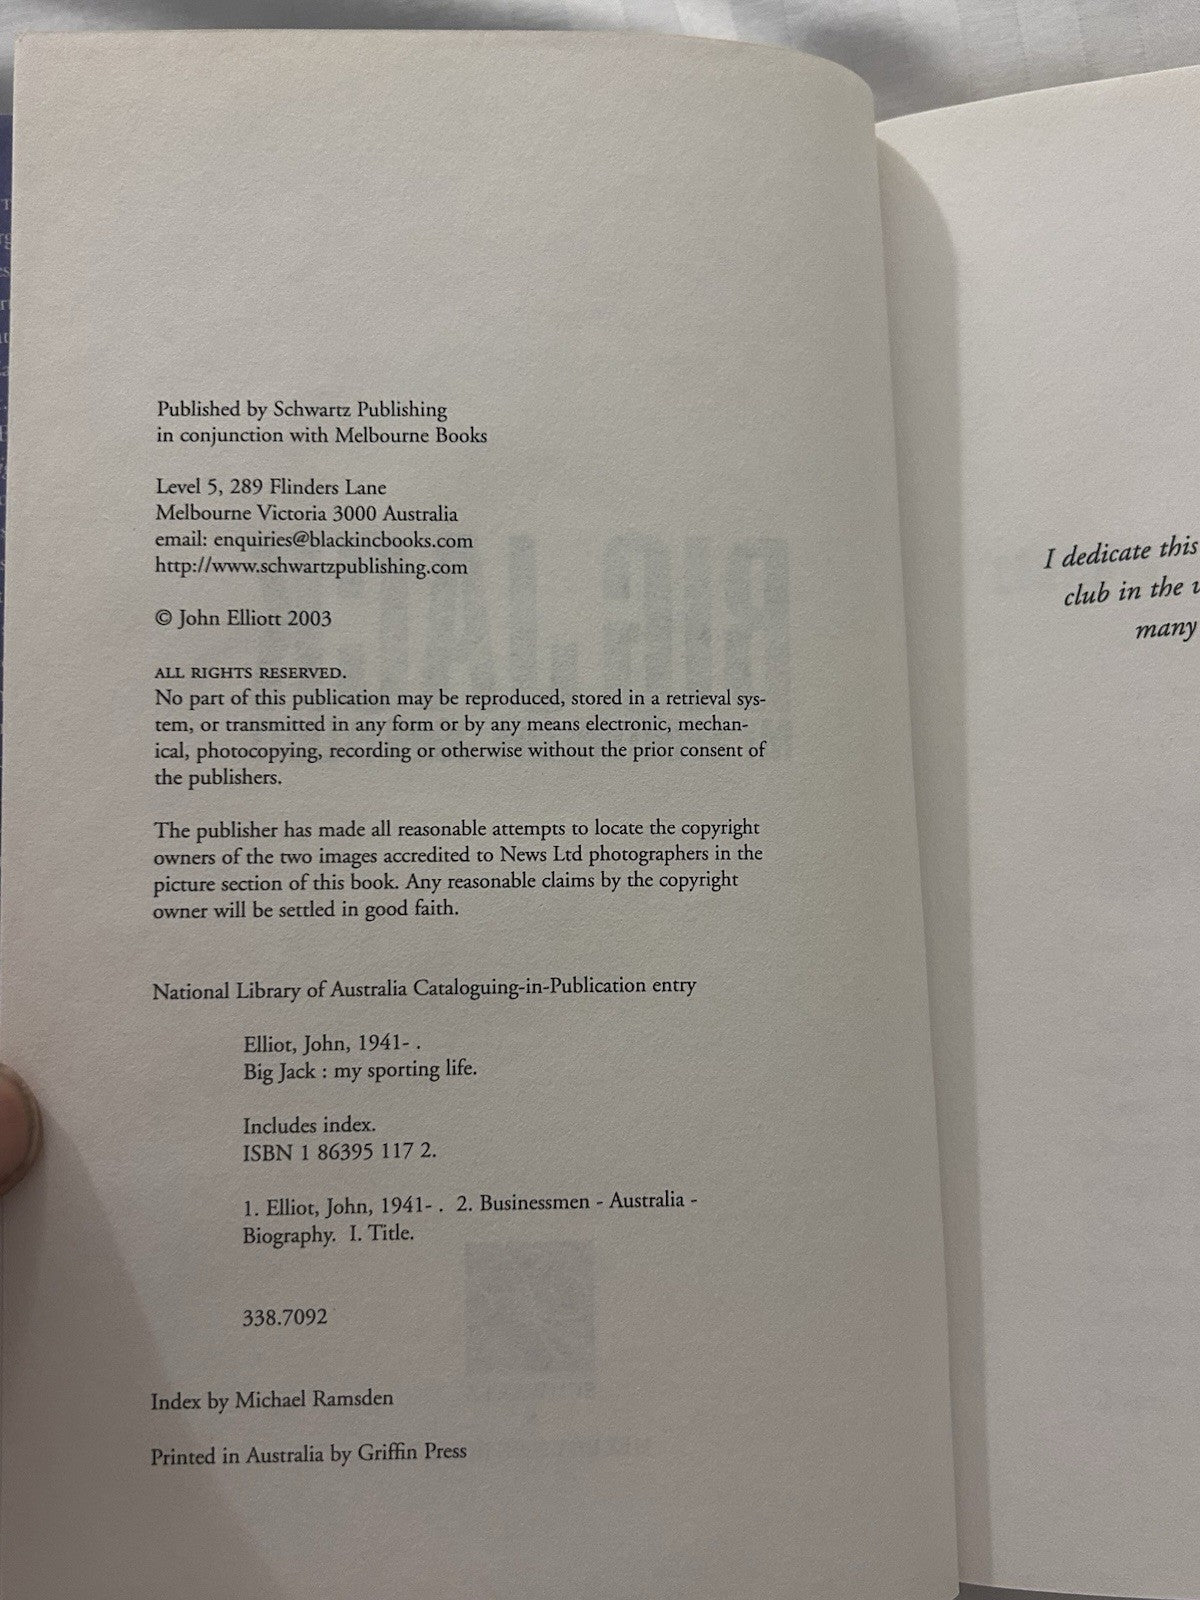 Published by Schwartz Publishing
in conjunction with Melbourne Books
Level 5, 289 Flinders Lane
Melbourne Victoria 3000 Australia
email: enquiries@blackincbooks.com
http://www.schwartzpublishing.com
© John Elliott 2003
ALL RIGHTS RESERVED.
No part of this publication may be reproduced, stored in a retrieval sys-
tem, or transmitted in any form or by any means electronic, mechan-
ical, photocopying, recording or otherwise without the prior consent of
the publishers.
The publisher has made all reasonable attempts to locate the copyright
owners of the two images accredited to News Ltd photographers in the
picture section of this book. Any reasonable claims by the copyright
owner will be settled in good faith.
National Library of Australia Cataloguing-in-Publication entry
Elliot, John, 1941- .
Big Jack : my sporting life.
Includes index.
ISBN 1 86395 117 2.
1. Elliot, John, 1941- . 2. Businessmen - Australia -
Biography. I. Title.
338.7092
Index by Michael Ramsden
Printed in Australia by Griffin Press
I dedicate this
club in the
many